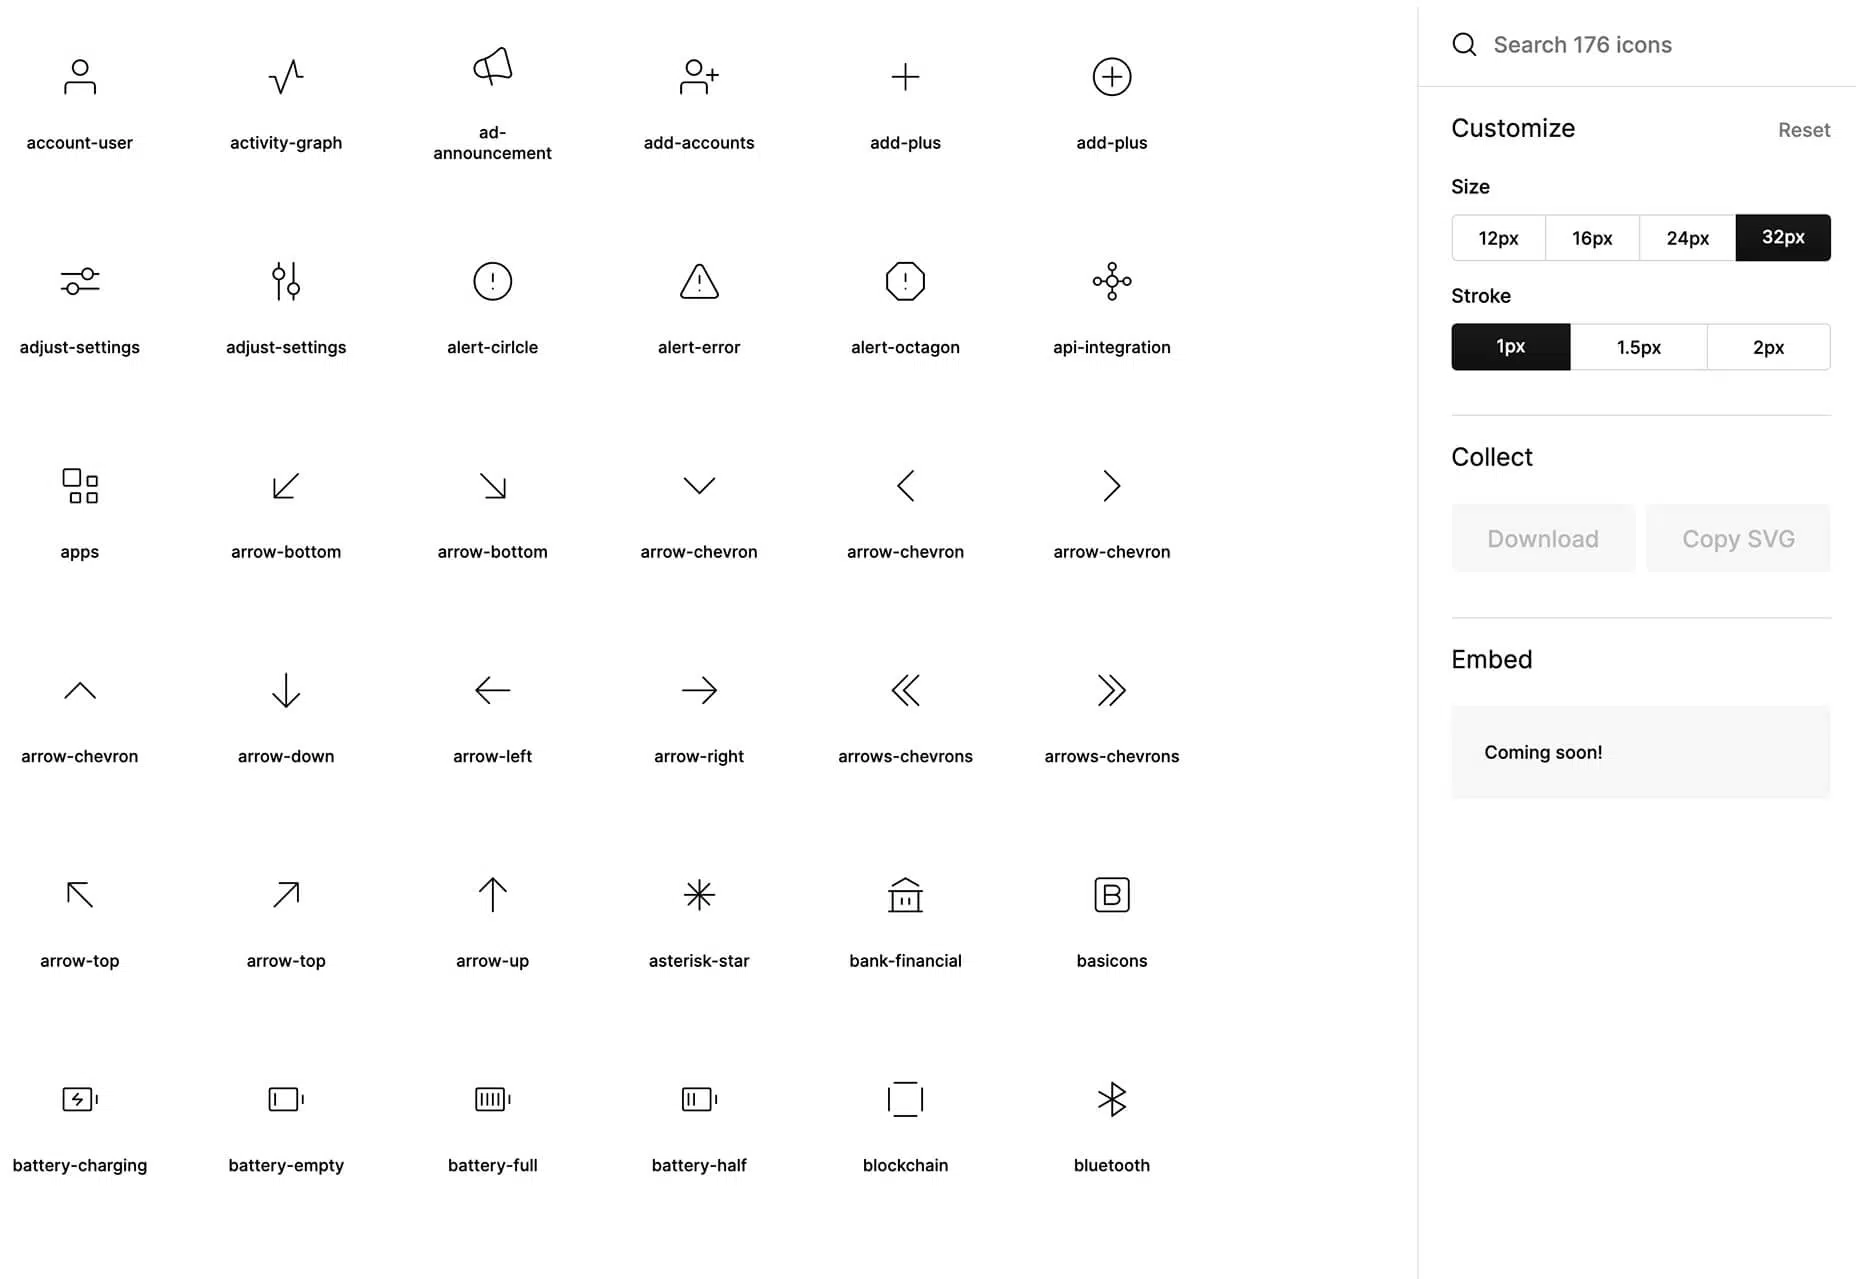 account-user
activity-graph
ad-
announcement
add-accounts
add-plus
add-plus
adjust-settings
adjust-settings
alert-cirlcle
alert-error
alert-octagon
api-integration
apps
arrow-bottom
arrow-bottom
arrow-chevron
arrow-chevron
arrow-chevron
arrow-chevron
arrow-down
arrow-left
arrow-right
arrows-chevrons
arrows-chevrons
arrow-top
arrow-top
arrow-up
asterisk-star
bank-financial
B
basicons
battery-charging
battery-empty
battery-full
battery-half
blockchain
bluetooth
Search 176 icons
Customize
Reset
Size
12px
16px
24px
32px
Stroke
1px
1.5px
2px
Collect
Download
Copy SVG
Embed
Coming soon!